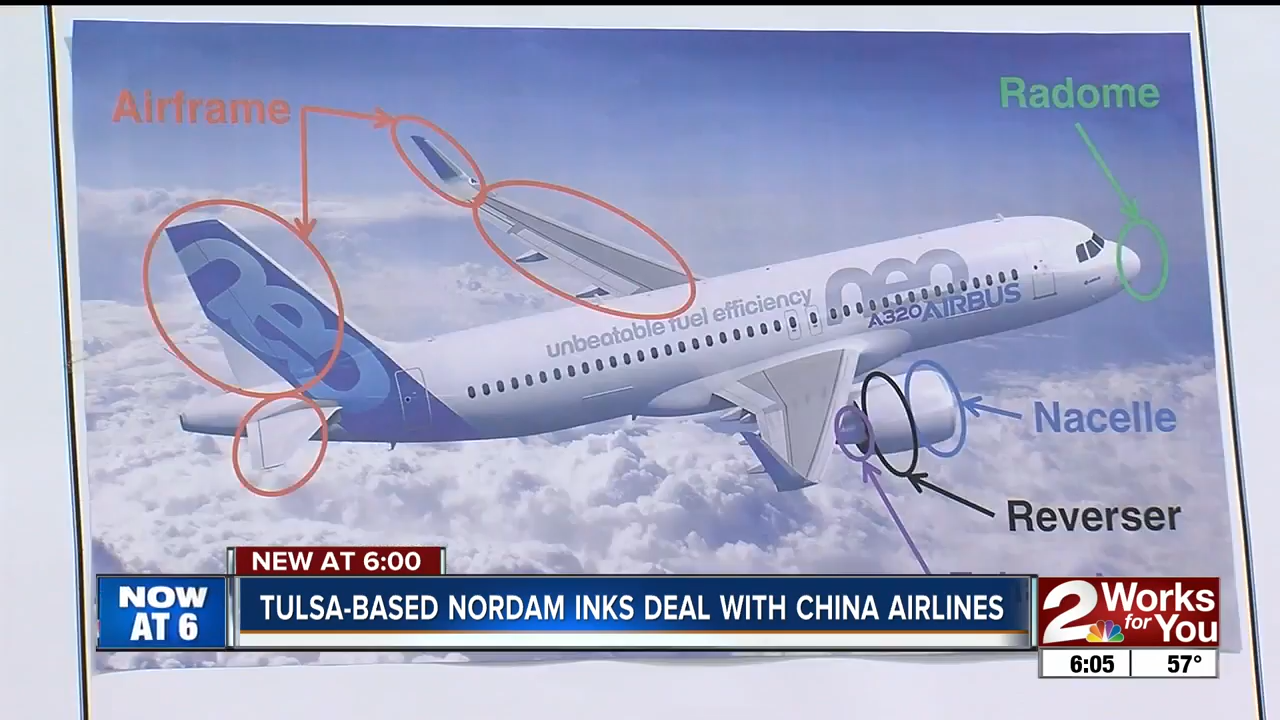 Airframe
Radome
neo
neo
unbeatable fuel efficiency
A320 AIRBUS
Nacelle
Reverser
NEW AT 6:00
NOW
AT 6
TULSA-BASED NORDAM INKS DEAL WITH CHINA AIRLINES
2 Works
for You
6:05
57°